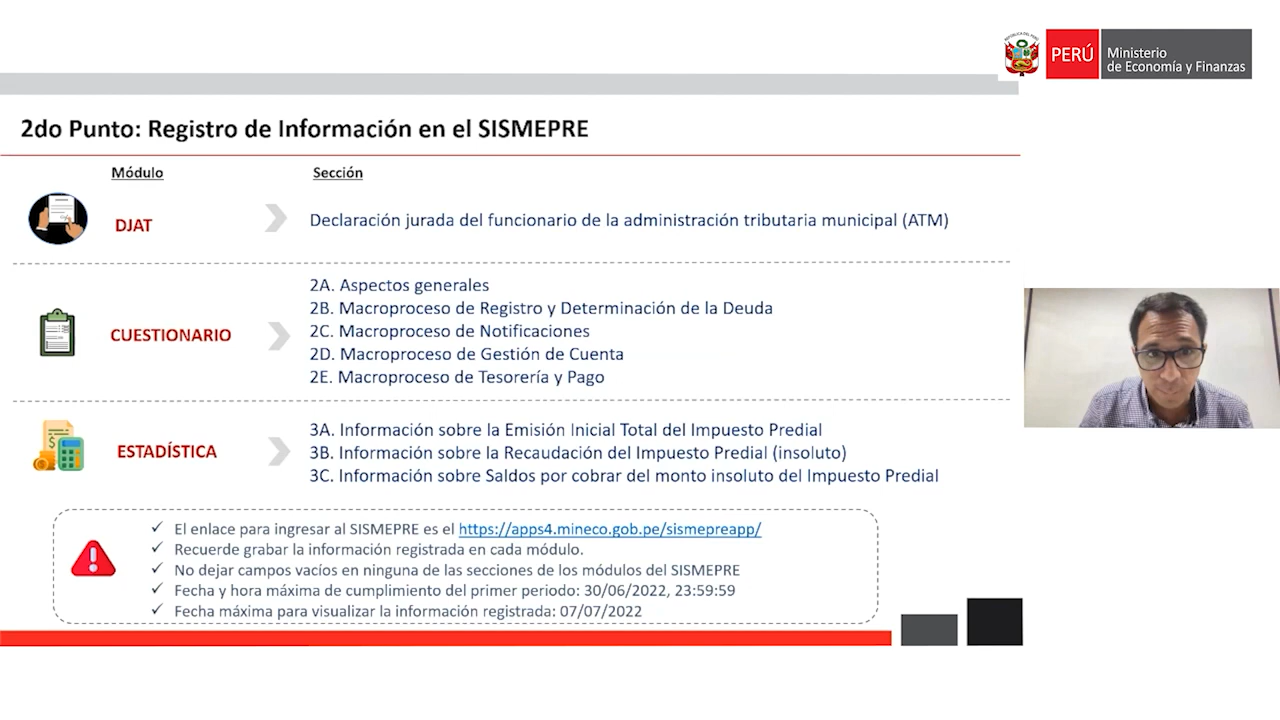 REPÚBLICA DEL PERÚ
PERÚ
Ministerio
de Economía y Finanzas
2do Punto: Registro de Información en el SISMEPRE
Módulo
Sección
DJAT
Declaración jurada del funcionario de la administración tributaria municipal (ATM)
CUESTIONARIO
2A. Aspectos generales
2B. Macroproceso de Registro y Determinación de la Deuda
2C. Macroproceso de Notificaciones
2D. Macroproceso de Gestión de Cuenta
2E. Macroproceso de Tesorería y Pago
ESTADÍSTICA
3A. Información sobre la Emisión Inicial Total del Impuesto Predial
3B. Información sobre la Recaudación del Impuesto Predial (insoluto)
3C. Información sobre Saldos por cobrar del monto insoluto del Impuesto Predial
✓ El enlace para ingresar al SISMEPRE es el https://apps4.mineco.gob.pe/sismepreapp/
✓ Recuerde grabar la información registrada en cada módulo.
✓ No dejar campos vacíos en ninguna de las secciones de los módulos del SISMEPRE
✓ Fecha y hora máxima de cumplimiento del primer periodo: 30/06/2022, 23:59:59
✓ Fecha máxima para visualizar la información registrada: 07/07/2022